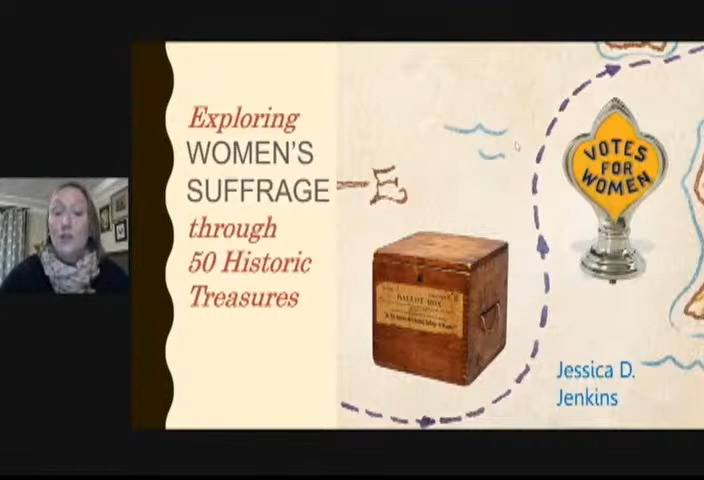 Exploring
WOMEN'S
SUFFRAGE
through
50 Historic
Treasures
E
BALLOT BOX
VOTES
FOR
WOMEN
Jessica D.
Jenkins